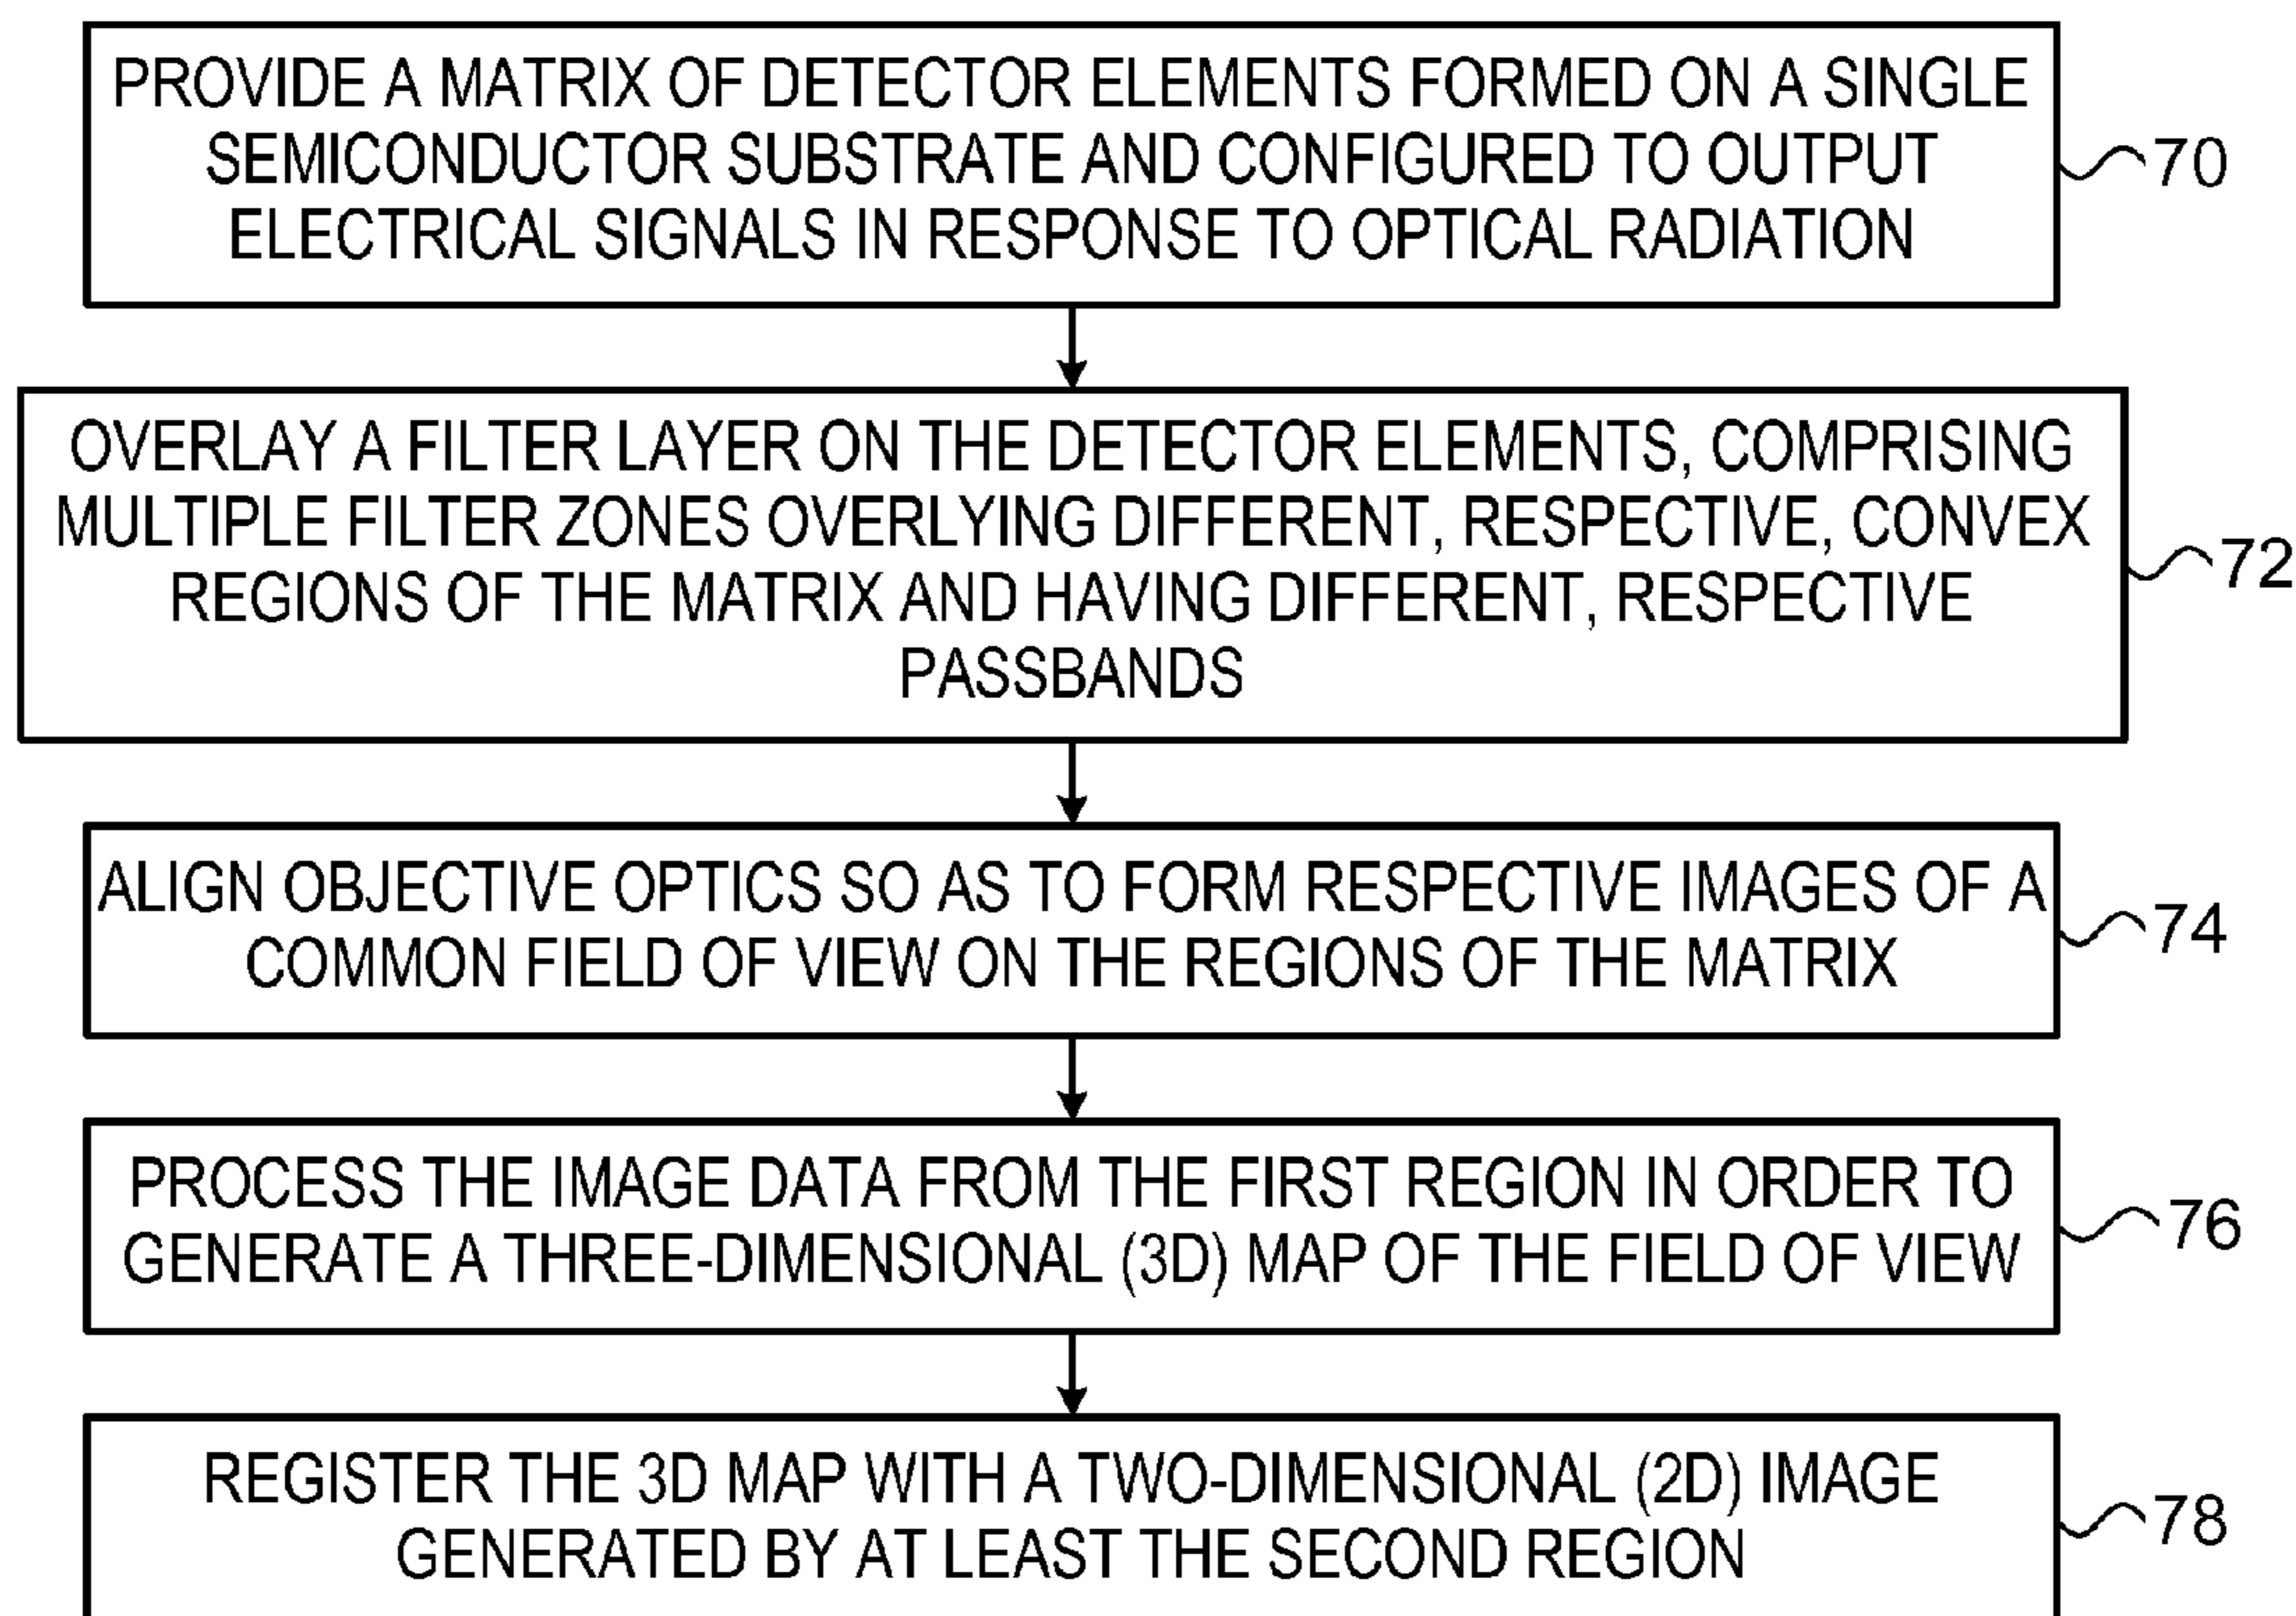 PROVIDE A MATRIX OF DETECTOR ELEMENTS FORMED ON A SINGLE
SEMICONDUCTOR SUBSTRATE AND CONFIGURED TO OUTPUT
ELECTRICAL SIGNALS IN RESPONSE TO OPTICAL RADIATION
70
OVERLAY A FILTER LAYER ON THE DETECTOR ELEMENTS, COMPRISING
MULTIPLE FILTER ZONES OVERLYING DIFFERENT, RESPECTIVE, CONVEX
REGIONS OF THE MATRIX AND HAVING DIFFERENT, RESPECTIVE
PASSBANDS
72
ALIGN OBJECTIVE OPTICS SO AS TO FORM RESPECTIVE IMAGES OF A
COMMON FIELD OF VIEW ON THE REGIONS OF THE MATRIX
74
PROCESS THE IMAGE DATA FROM THE FIRST REGION IN ORDER TO
GENERATE A THREE-DIMENSIONAL (3D) MAP OF THE FIELD OF VIEW
76
REGISTER THE 3D MAP WITH A TWO-DIMENSIONAL (2D) IMAGE
GENERATED BY AT LEAST THE SECOND REGION
78